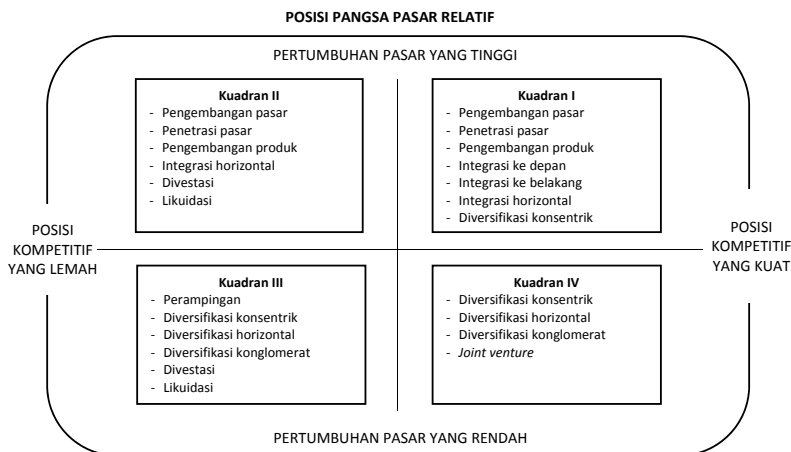 POSISI PANGSA PASAR RELATIF
PERTUMBUHAN PASAR YANG TINGGI
Kuadran II
- Pengembangan pasar
- Penetrasi pasar
- Pengembangan produk
- Integrasi horizontal
- Divestasi
- Likuidasi
Kuadran I
- Pengembangan pasar
- Penetrasi pasar
- Pengembangan produk
- Integrasi ke depan
- Integrasi ke belakang
- Integrasi horizontal
- Diversifikasi konsentrik
POSISI
KOMPETITIF
YANG LEMAH
POSISI
KOMPETITIF
YANG KUAT
Kuadran III
- Perampingan
- Diversifikasi konsentrik
- Diversifikasi horizontal
- Diversifikasi konglomerat
- Divestasi
- Likuidasi
Kuadran IV
- Diversifikasi konsentrik
- Diversifikasi horizontal
- Diversifikasi konglomerat
- Joint venture
PERTUMBUHAN PASAR YANG RENDAH